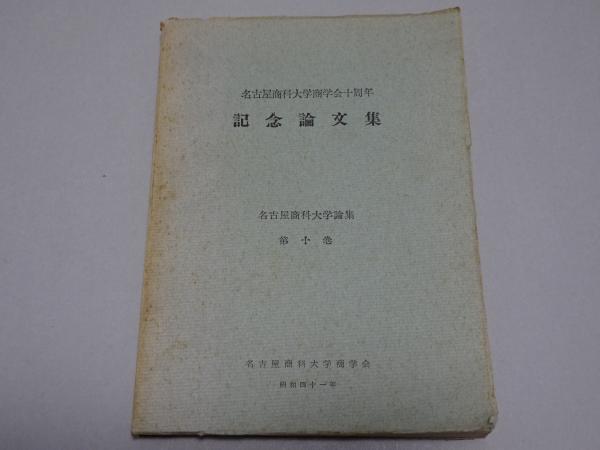 名古屋商科大学商学会十周年
記念論文集
名古屋商科大学論集
第十巻
名古屋商科大学商学会
昭和四十一年